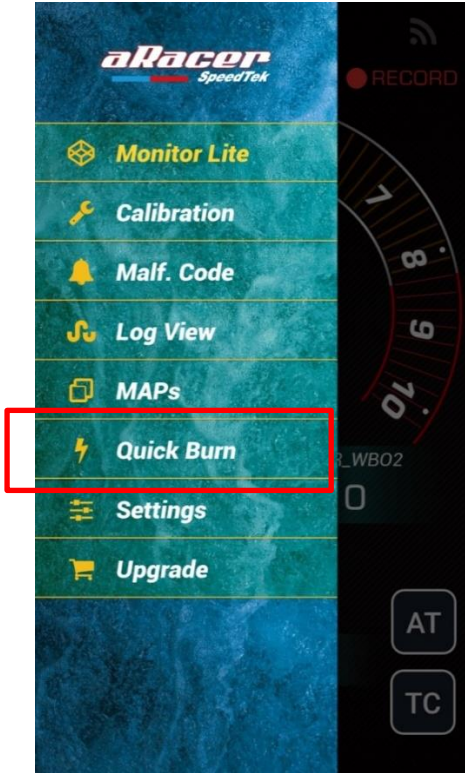 aRacer
SpeedTek
RECORD
Monitor Lite
7
Calibration
8
Malf. Code
Log View
9
MAPs
10
Quick Burn
_WBO2
0
Settings
Upgrade
AT
TC